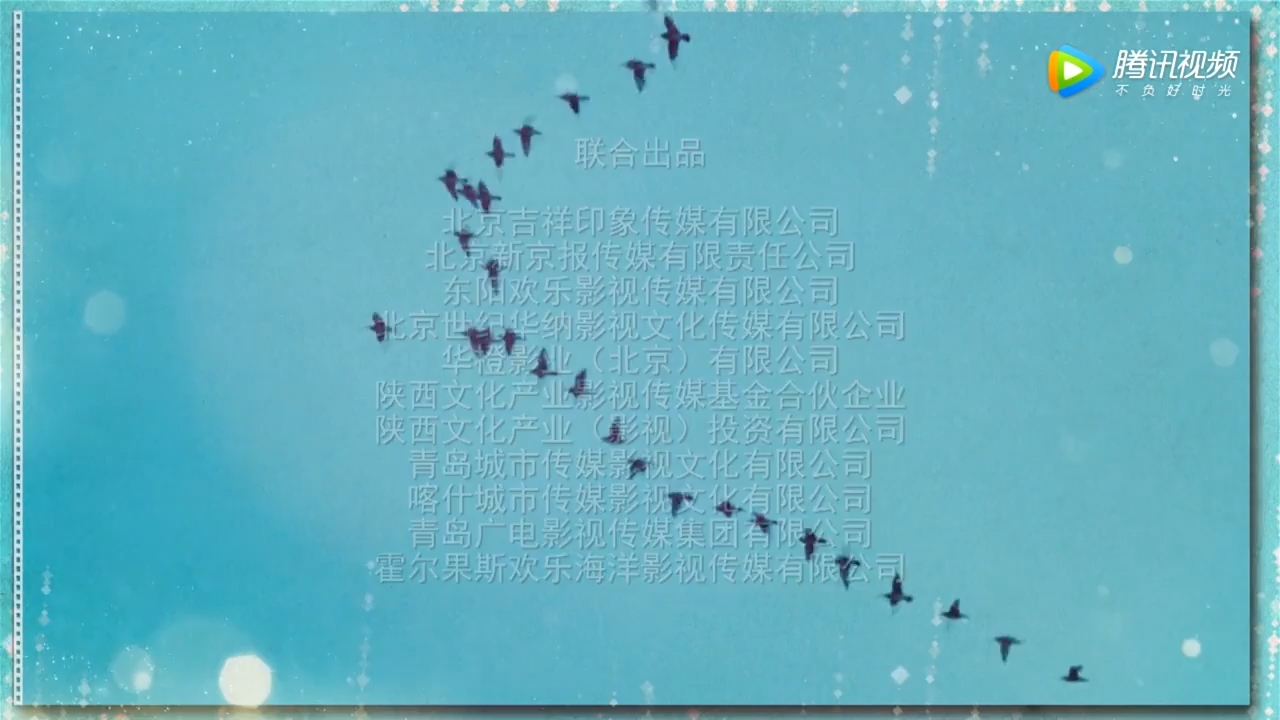 腾讯视频
不负好时光
联合出品
北京吉祥印象传媒有限公司
北京新京报传媒有限责任公司
东阳欢乐影视传媒有限公司
北京世纪华纳影视文化传媒有限公司
华橙影业（北京）有限公司
陕西文化产业影视传媒基金合伙企业
陕西文化产业（影视）投资有限公司
青岛城市传媒影视文化有限公司
喀什城市传媒影视文化有限公司
青岛广电影视传媒集团有限公司
霍尔果斯欢乐海洋影视传媒有限公司